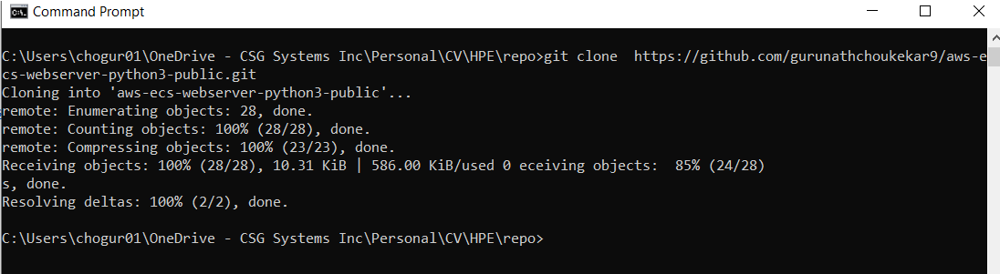 Command Prompt
C:\Users\chogur01\OneDrive - CSG Systems Inc\Personal\CV\HPE\repo>git clone  https://github.com/gurunathchoukekar9/aws-e
cs-webserver-python3-public.git
Cloning into 'aws-ecs-webserver-python3-public'...
remote: Enumerating objects: 28, done.
remote: Counting objects: 100% (28/28), done.
remote: Compressing objects: 100% (23/23), done.
Receiving objects: 100% (28/28), 10.31 KiB | 586.00 KiB/used 0 eceiving objects:  85% (24/28)
s, done.
Resolving deltas: 100% (2/2), done.
C:\Users\chogur01\OneDrive - CSG Systems Inc\Personal\CV\HPE\repo>